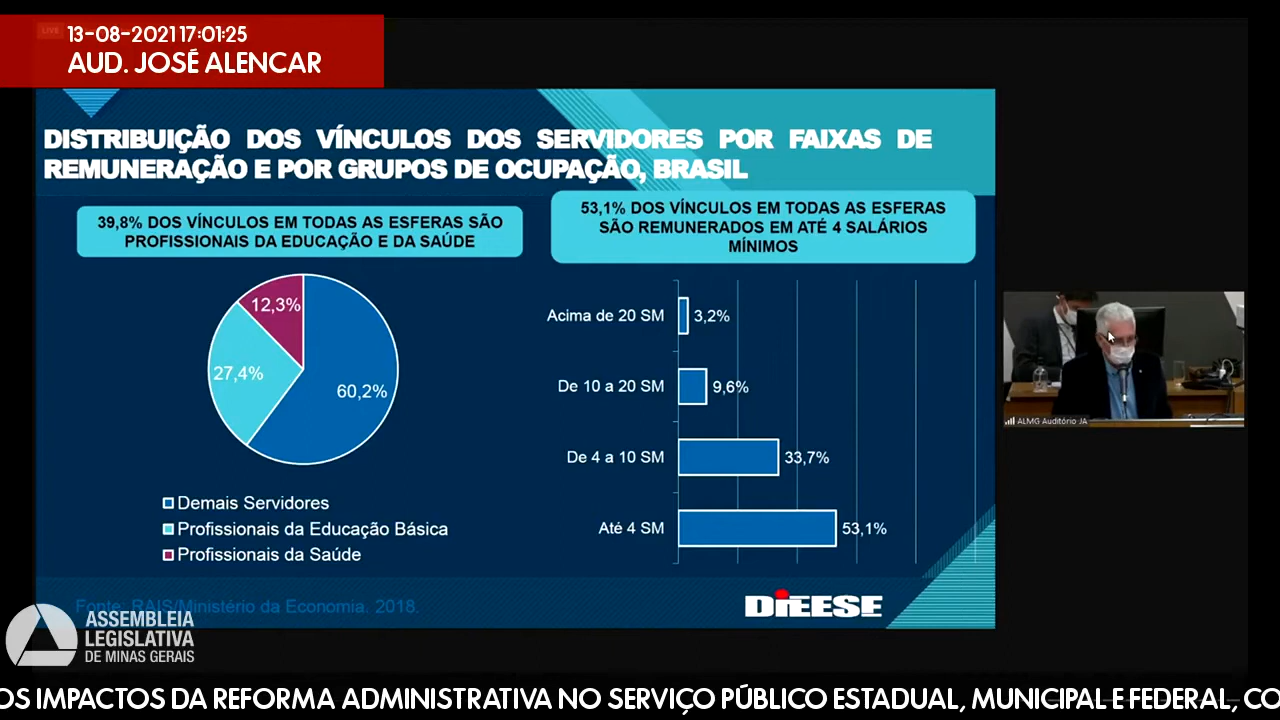 LIVE
13-08-2021 17:01:25
AUD. JOSÉ ALENCAR
DISTRIBUIÇÃO DOS VÍNCULOS DOS SERVIDORES POR FAIXAS DE
REMUNERAÇÃO E POR GRUPOS DE OCUPAÇÃO, BRASIL
39,8% DOS VÍNCULOS EM TODAS AS ESFERAS SÃO
PROFISSIONAIS DA EDUCAÇÃO E DA SAÚDE
12,3%
27,4%
60,2%
Demais Servidores
Profissionais da Educação Básica
Profissionais da Saúde
53,1% DOS VÍNCULOS EM TODAS AS ESFERAS
SÃO REMUNERADOS EM ATÉ 4 SALÁRIOS
MÍNIMOS
Acima de 20 SM 3,2%
De 10 a 20 SM 9,6%
De 4 a 10 SM 33,7%
Até 4 SM 53,1%
Fonte. RAIS/Ministério da Economia. 2018.
DIEESE
ALMG Auditório JA
ASSEMBLEIA
LEGISLATIVA
DE MINAS GERAIS
OS IMPACTOS DA REFORMA ADMINISTRATIVA NO SERVIÇO PÚBLICO ESTADUAL, MUNICIPAL E FEDERAL, CO